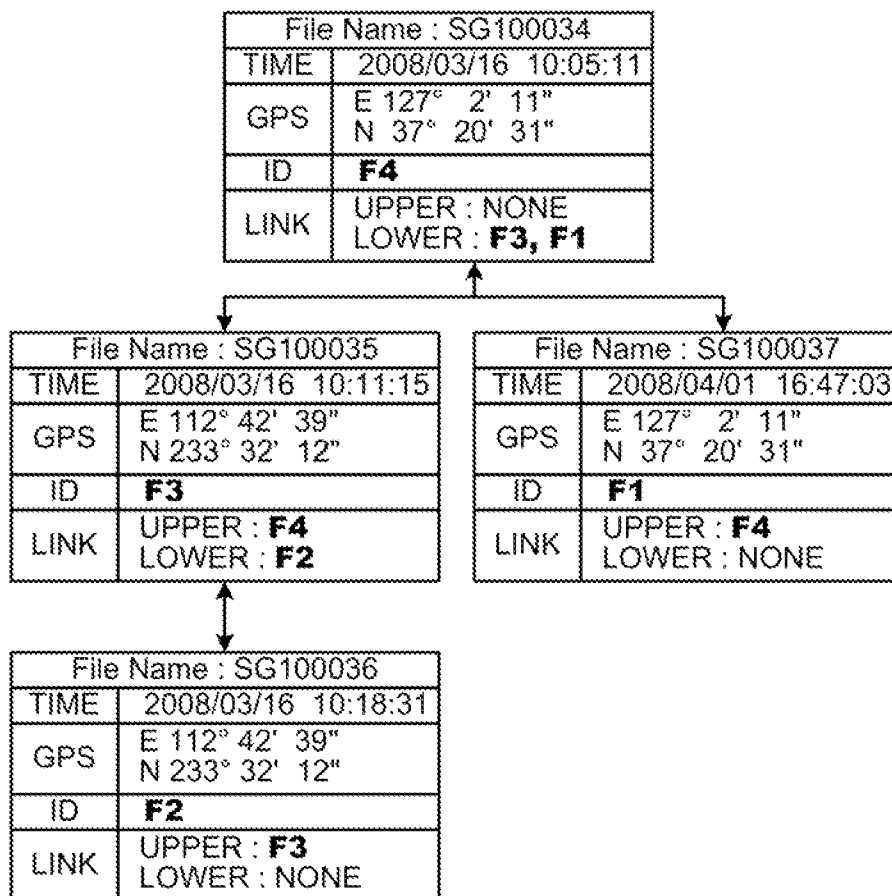 File Name : SG100034
TIME 2008/03/16 10:05:11
GPS E 127° 2' 11"
N 37° 20' 31"
ID F4
LINK UPPER : NONE
LOWER : F3, F1
File Name : SG100035
TIME 2008/03/16 10:11:15
GPS E 112° 42' 39"
N 233° 32' 12"
ID F3
LINK UPPER : F4
LOWER : F2
File Name : SG100037
TIME 2008/04/01 16:47:03
GPS E 127° 2' 11"
N 37° 20' 31"
ID F1
LINK UPPER : F4
LOWER : NONE
File Name : SG100036
TIME 2008/03/16 10:18:31
GPS E 112° 42' 39"
N 233° 32' 12"
ID F2
LINK UPPER : F3
LOWER : NONE